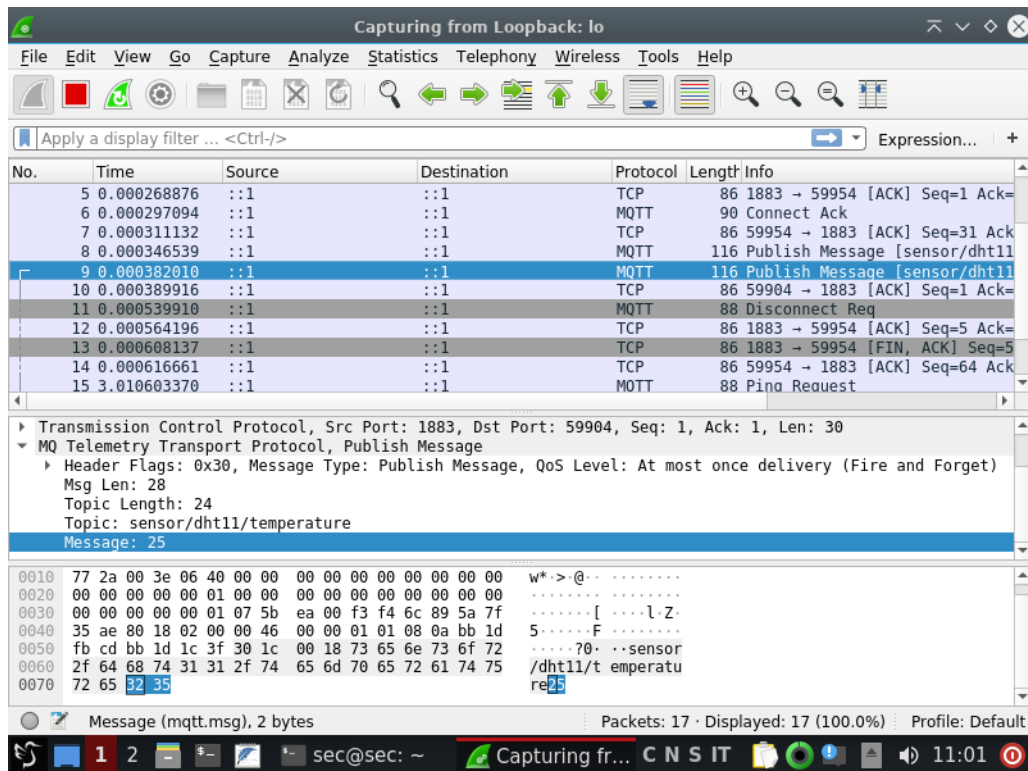 Capturing from Loopback: lo
File Edit View Go Capture Analyze Statistics Telephony Wireless Tools Help
Apply a display filter ... <Ctrl-/> Expression... +
No. Time Source Destination Protocol Length Info
5 0.000268876 ::1 ::1 TCP 86 1883 → 59954 [ACK] Seq=1 Ack=
6 0.000297094 ::1 ::1 MQTT 90 Connect Ack
7 0.000311132 ::1 ::1 TCP 86 59954 → 1883 [ACK] Seq=31 Ack
8 0.000346539 ::1 ::1 MQTT 116 Publish Message [sensor/dht11
9 0.000382010 ::1 ::1 MQTT 116 Publish Message [sensor/dht11
10 0.000389916 ::1 ::1 TCP 86 59904 → 1883 [ACK] Seq=1 Ack=
11 0.000539910 ::1 ::1 MQTT 88 Disconnect Req
12 0.000564196 ::1 ::1 TCP 86 1883 → 59954 [ACK] Seq=5 Ack=
13 0.000608137 ::1 ::1 TCP 86 1883 → 59954 [FIN, ACK] Seq=5
14 0.000616661 ::1 ::1 TCP 86 59954 → 1883 [ACK] Seq=64 Ack
15 3.010603370 ::1 ::1 MQTT 88 Ping Request
Transmission Control Protocol, Src Port: 1883, Dst Port: 59904, Seq: 1, Ack: 1, Len: 30
MQ Telemetry Transport Protocol, Publish Message
Header Flags: 0x30, Message Type: Publish Message, QoS Level: At most once delivery (Fire and Forget)
Msg Len: 28
Topic Length: 24
Topic: sensor/dht11/temperature
Message: 25
0010 77 2a 00 3e 06 40 00 00 00 00 00 00 00 00 00 00 w*·>·@·· ········
0020 00 00 00 00 00 01 00 00 00 00 00 00 00 00 00 00 ········ ········
0030 00 00 00 00 00 01 07 5b ea 00 f3 f4 6c 89 5a 7f ·······[ ····l·Z·
0040 35 ae 80 18 02 00 00 46 00 00 01 01 08 0a bb 1d 5······F ········
0050 fb cd bb 1d 1c 3f 30 1c 00 18 73 65 6e 73 6f 72 ·····?0· ··sensor
0060 2f 64 68 74 31 31 2f 74 65 6d 70 65 72 61 74 75 /dht11/t emperatu
0070 72 65 32 35 re25
Message (mqtt.msg), 2 bytes Packets: 17 · Displayed: 17 (100.0%) Profile: Default
1 2 sec@sec: ~ Capturing fr... C N S IT 11:01